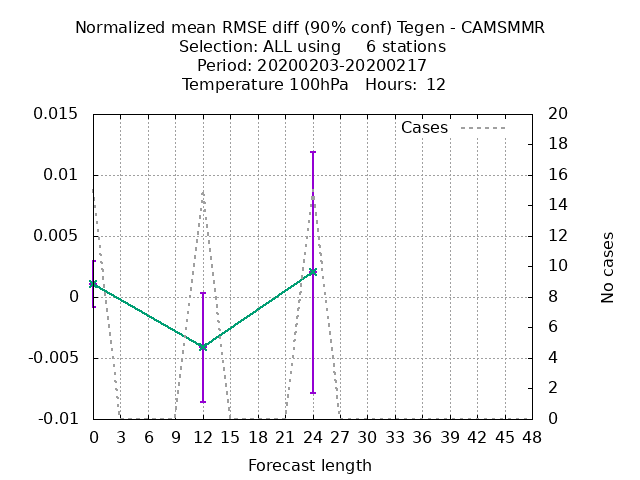 Normalized mean RMSE diff (90% conf) Tegen - CAMSMMR
Selection: ALL using     6 stations
Period: 20200203-20200217
Temperature 100hPa   Hours:  12
0.015
0.01
0.005
0
-0.005
-0.01
Cases
20
18
16
14
12
10
8
6
4
2
0
No cases
0 3 6 9 12 15 18 21 24 27 30 33 36 39 42 45 48
Forecast length